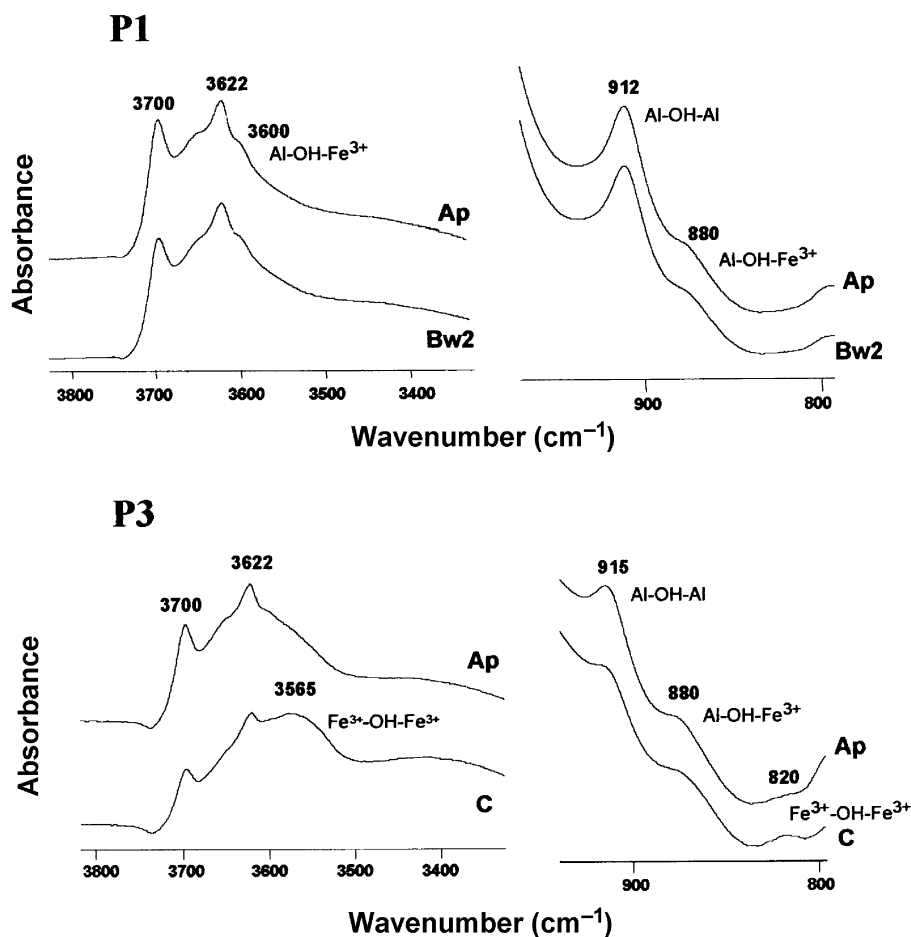 P1
3700
3622
3600
Al-OH-Fe³⁺
Ap
Bw2
912
Al-OH-Al
880
Al-OH-Fe³⁺
Ap
Bw2
Absorbance
3800 3700 3600 3500 3400
900 800
Wavenumber (cm⁻¹)
P3
3700
3622
Ap
3565
Fe³⁺-OH-Fe³⁺
C
915
Al-OH-Al
880
Al-OH-Fe³⁺
Ap
820
Fe³⁺-OH-Fe³⁺
C
Absorbance
3800 3700 3600 3500 3400
900 800
Wavenumber (cm⁻¹)